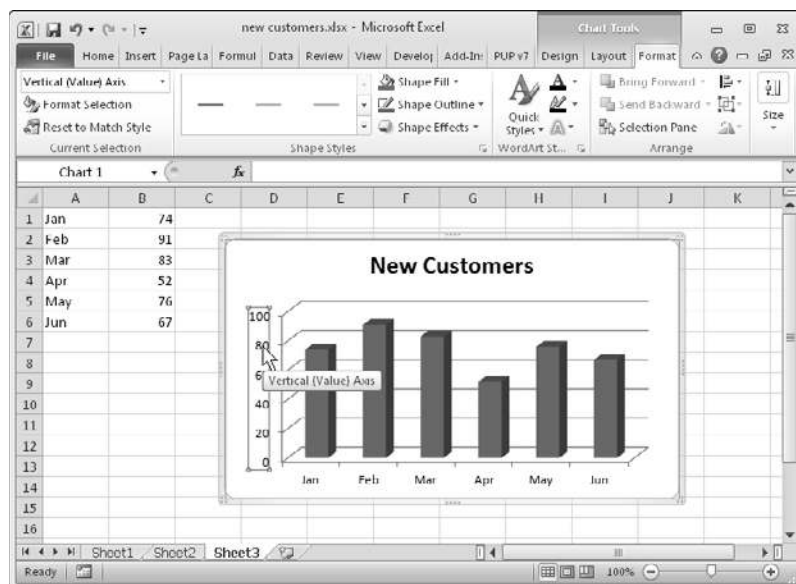 new customers.xlsx - Microsoft Excel
Chart Tools
File Home Insert Page La Formul Data Review View Develop Add-In: PUP v7 Design Layout Format
Vertical (Value) Axis
Format Selection
Reset to Match Style
Current Selection
Shape Fill
Shape Outline
Shape Effects
Shape Styles
Quick
Styles
WordArt St...
Bring Forward
Send Backward
Selection Pane
Arrange
Size
Chart 1
fx
A B C D E F G H I J K
1 Jan 74
2 Feb 91
3 Mar 83
4 Apr 52
5 May 76
6 Jun 67
7
8
9
10
11
12
13
14
15
16
New Customers
100
80
6
Vertical (Value) Axis
40
20
0
Jan Feb Mar Apr May Jun
Sheet1 Sheet2 Sheet3
Ready
100%